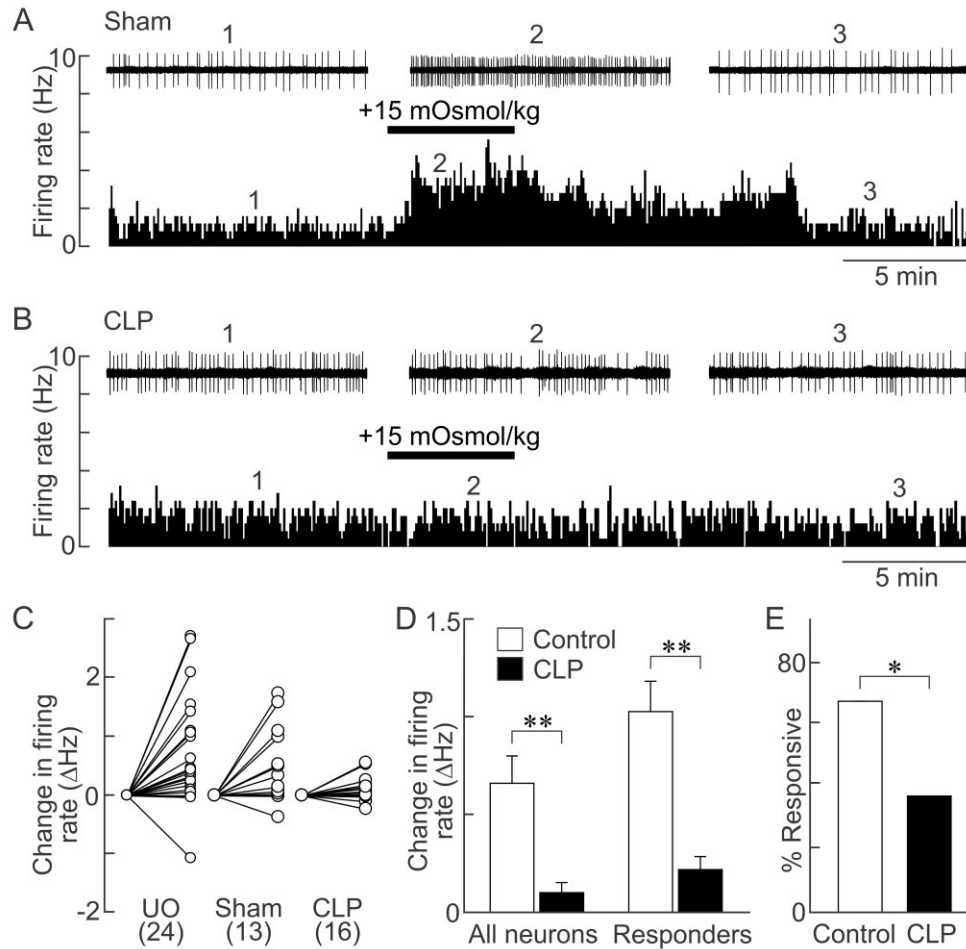 A Sham
1 2 3
10
+15 mOsmol/kg
Firing rate (Hz)
1 2 3
0
5 min
B CLP
1 2 3
10
+15 mOsmol/kg
Firing rate (Hz)
1 2 3
0
5 min
C
Change in firing
rate (ΔHz)
2
0
-2
UO Sham CLP
(24) (13) (16)
D
1.5
Control
CLP
** **
Change in firing
rate (ΔHz)
0
All neurons Responders
E
80
*
% Responsive
0
Control CLP